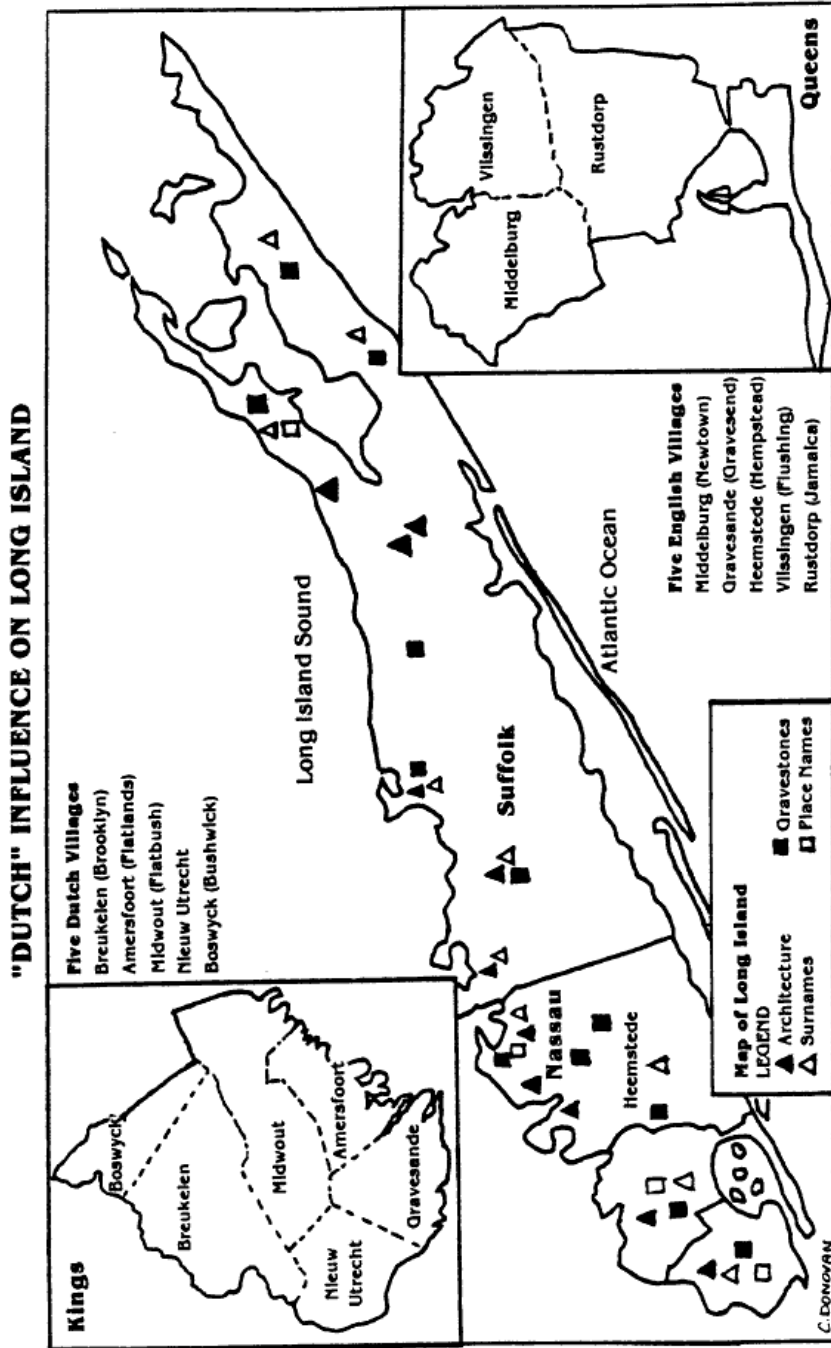 "DUTCH" INFLUENCE ON LONG ISLAND
Kings
Boswyck
Breukelen
Midwout
Amersfoort
Nieuw
Utrecht
Gravesande
Five Dutch Villages
Breukelen (Brooklyn)
Amersfoort (Flatlands)
Midwout (Flatbush)
Nieuw Utrecht
Boswyck (Bushwick)
Long Island Sound
Suffolk
Nassau
Heemstede
Atlantic Ocean
Map of Long Island
LEGEND
Architecture
Gravestones
Surnames
Place Names
Five English Villages
Middelburg (Newtown)
Gravesande (Gravesend)
Heemstede (Hempstead)
Vlissingen (Flushing)
Rustdorp (Jamaica)
Vlissingen
Middelburg
Rustdorp
Queens
C. DONOVAN